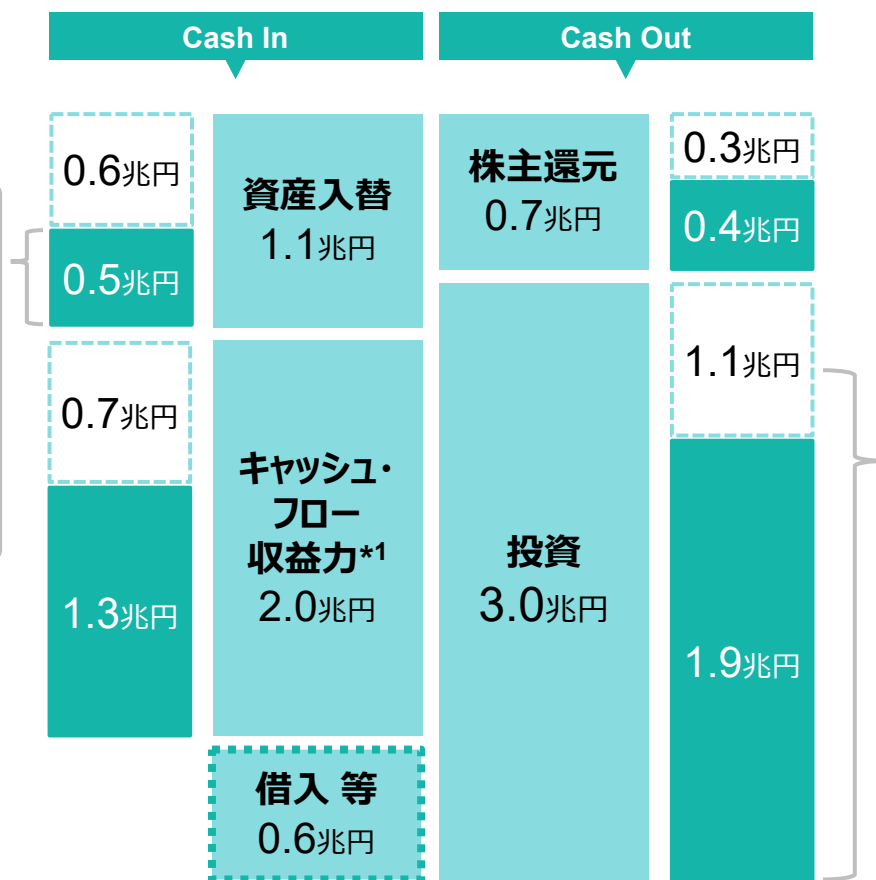 Cash In
Cash Out
0.6兆円
0.5兆円
資産入替
1.1兆円
株主還元
0.7兆円
0.3兆円
0.4兆円
0.7兆円
1.3兆円
キャッシュ・
フロー
収益力*1
2.0兆円
投資
3.0兆円
1.1兆円
1.9兆円
借入 等
0.6兆円